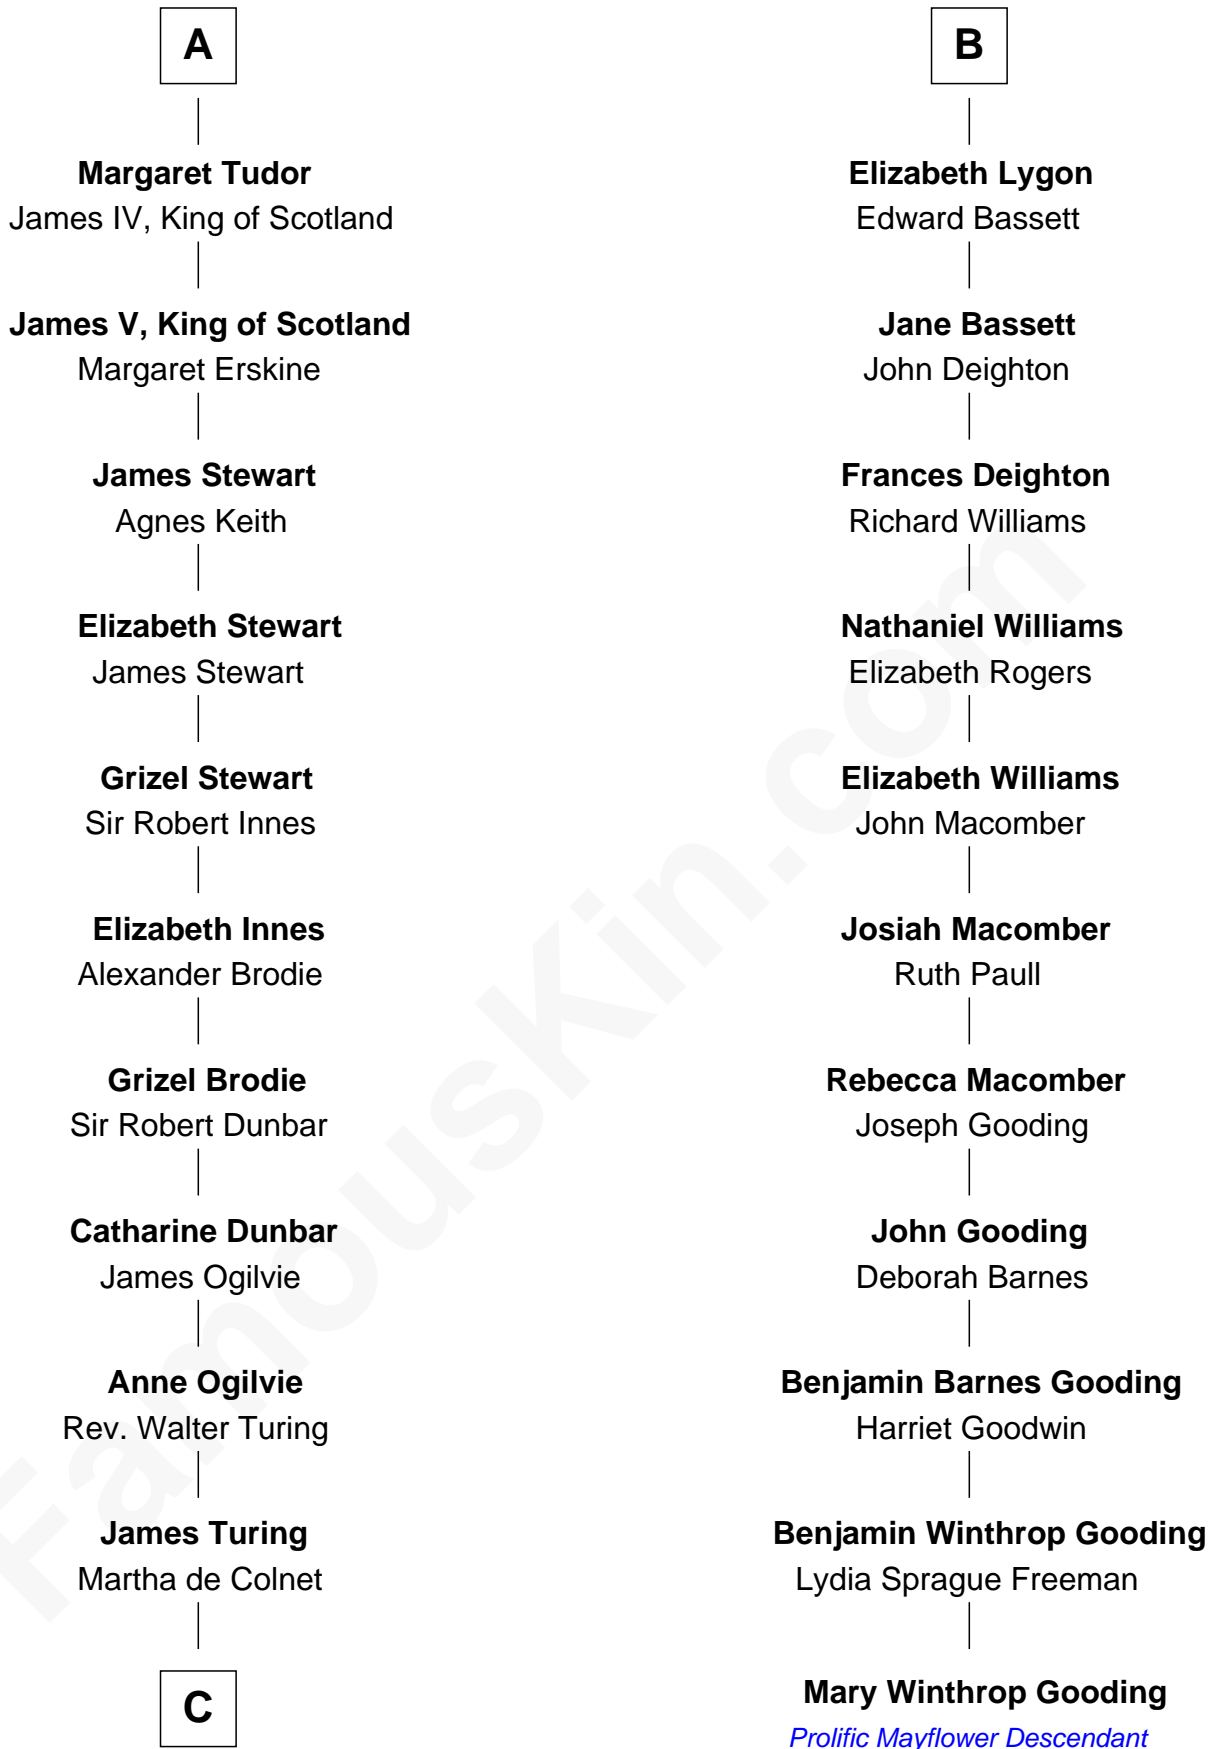 A
Margaret Tudor
James IV, King of Scotland
James V, King of Scotland
Margaret Erskine
James Stewart
Agnes Keith
Elizabeth Stewart
James Stewart
Grizel Stewart
Sir Robert Innes
Elizabeth Innes
Alexander Brodie
Grizel Brodie
Sir Robert Dunbar
Catharine Dunbar
James Ogilvie
Anne Ogilvie
Rev. Walter Turing
James Turing
Martha de Colnet
C
B
Elizabeth Lygon
Edward Bassett
Jane Bassett
John Deighton
Frances Deighton
Richard Williams
Nathaniel Williams
Elizabeth Rogers
Elizabeth Williams
John Macomber
Josiah Macomber
Ruth Paull
Rebecca Macomber
Joseph Gooding
John Gooding
Deborah Barnes
Benjamin Barnes Gooding
Harriet Goodwin
Benjamin Winthrop Gooding
Lydia Sprague Freeman
Mary Winthrop Gooding
Prolific Mayflower Descendant
FamousKin.com